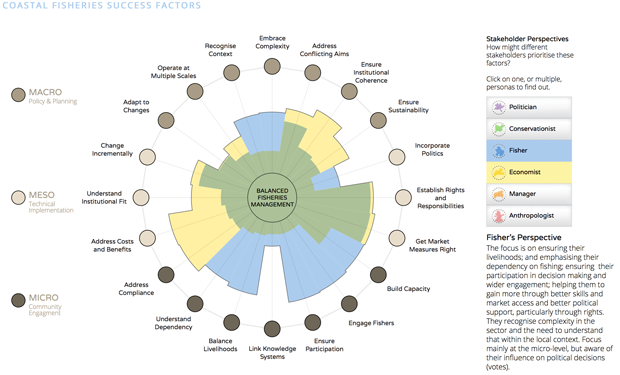 COASTAL FISHERIES SUCCESS FACTORS
MACRO
Policy & Planning
MESO
Technical
Implementation
MICRO
Community
Engagment
Embrace
Complexity
Address
Conflicting Aims
Ensure
Institutional
Coherence
Ensure
Sustainability
Incorporate
Politics
Establish Rights
and
Responsibilities
Get Market
Measures Right
Build Capacity
Engage Fishers
Ensure
Participation
Link Knowledge
Systems
Balance
Livelihoods
Understand
Dependency
Address
Compliance
Address Costs
and Benefits
Understand
Institutional Fit
Change
Incrementally
Adapt to
Changes
Operate at
Multiple Scales
Recognise
Context
BALANCED
FISHERIES
MANAGEMENT
Stakeholder Perspectives
How might different
stakeholders prioritise these
factors?
Click on one, or multiple,
personas to find out.
Politician
Conservationist
Fisher
Economist
Manager
Anthropologist
Fisher's Perspective
The focus is on ensuring their
livelihoods; and emphasising their
dependency on fishing; ensuring their
participation in decision making and
wider engagement; helping them to
gain more through better skills and
market access and better political
support, particularly through rights.
They recognise complexity in the
sector and the need to understand
that within the local context. Focus
mainly at the micro-level, but aware of
their influence on political decisions
(votes).